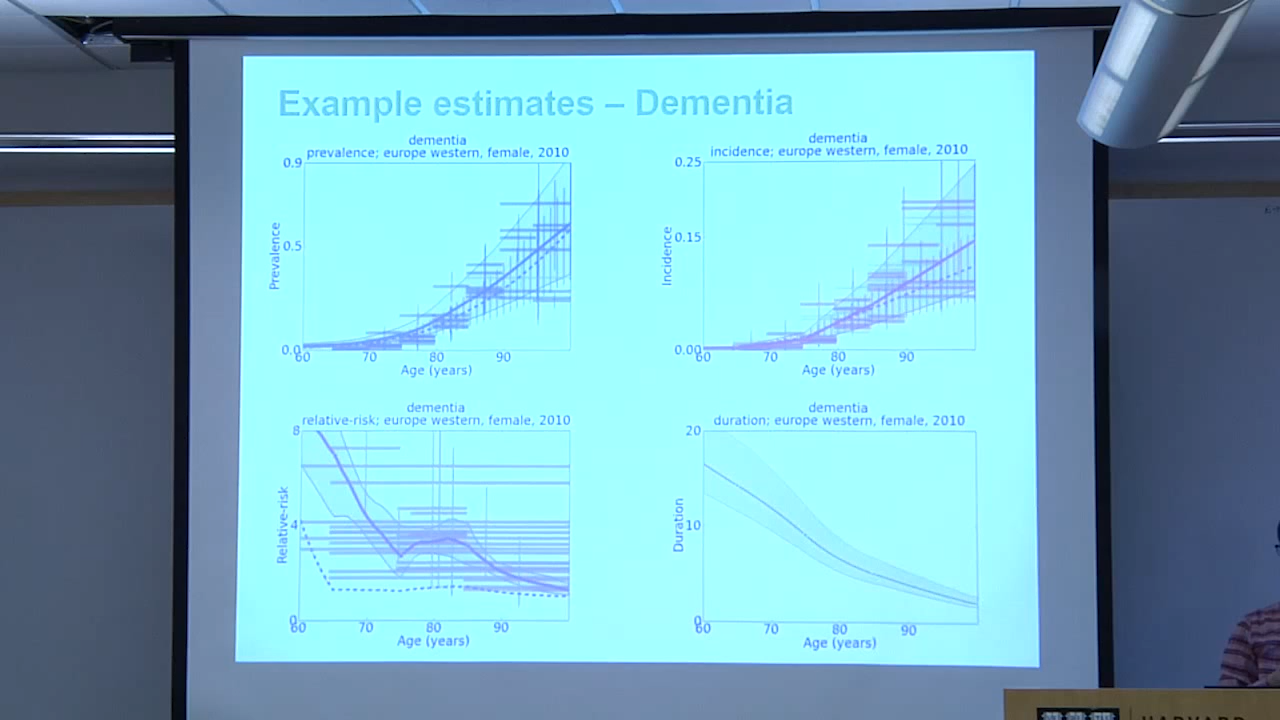 Example estimates – Dementia
dementia
prevalence; europe western, female, 2010
0.9
0.5
0.0
Prevalence
60 70 80 90
Age (years)
dementia
incidence; europe western, female, 2010
0.25
0.15
0.00
Incidence
60 70 80 90
Age (years)
dementia
relative-risk; europe western, female, 2010
8
4
0
Relative-risk
60 70 80 90
Age (years)
dementia
duration; europe western, female, 2010
20
10
0
Duration
60 70 80 90
Age (years)